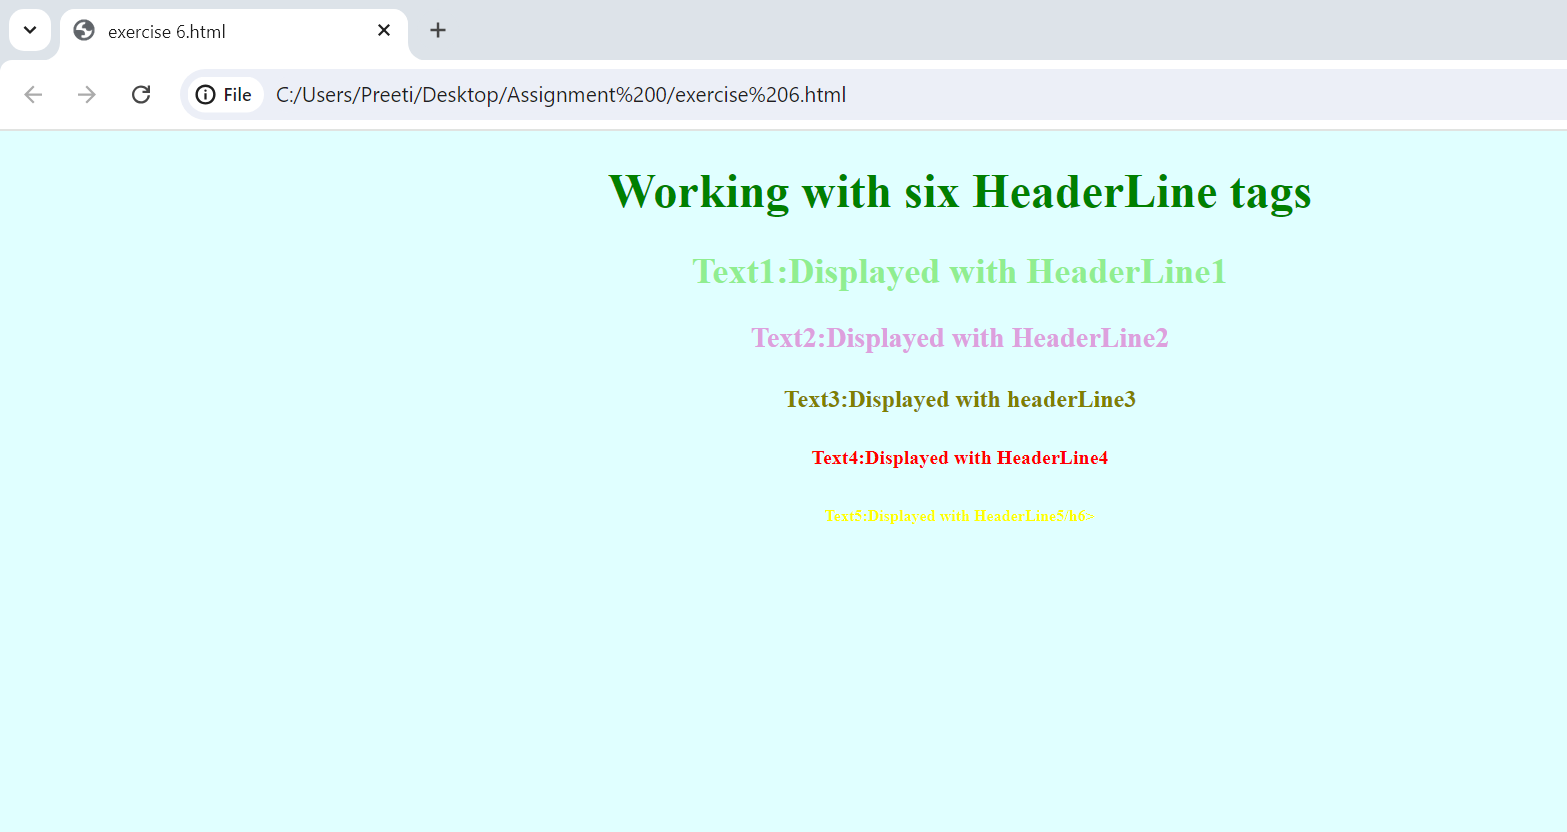 exercise 6.html
File C:/Users/Preeti/Desktop/Assignment%200/exercise%206.html
Working with six HeaderLine tags
Text1:Displayed with HeaderLine1
Text2:Displayed with HeaderLine2
Text3:Displayed with headerLine3
Text4:Displayed with HeaderLine4
Text5:Displayed with HeaderLine5/h6>